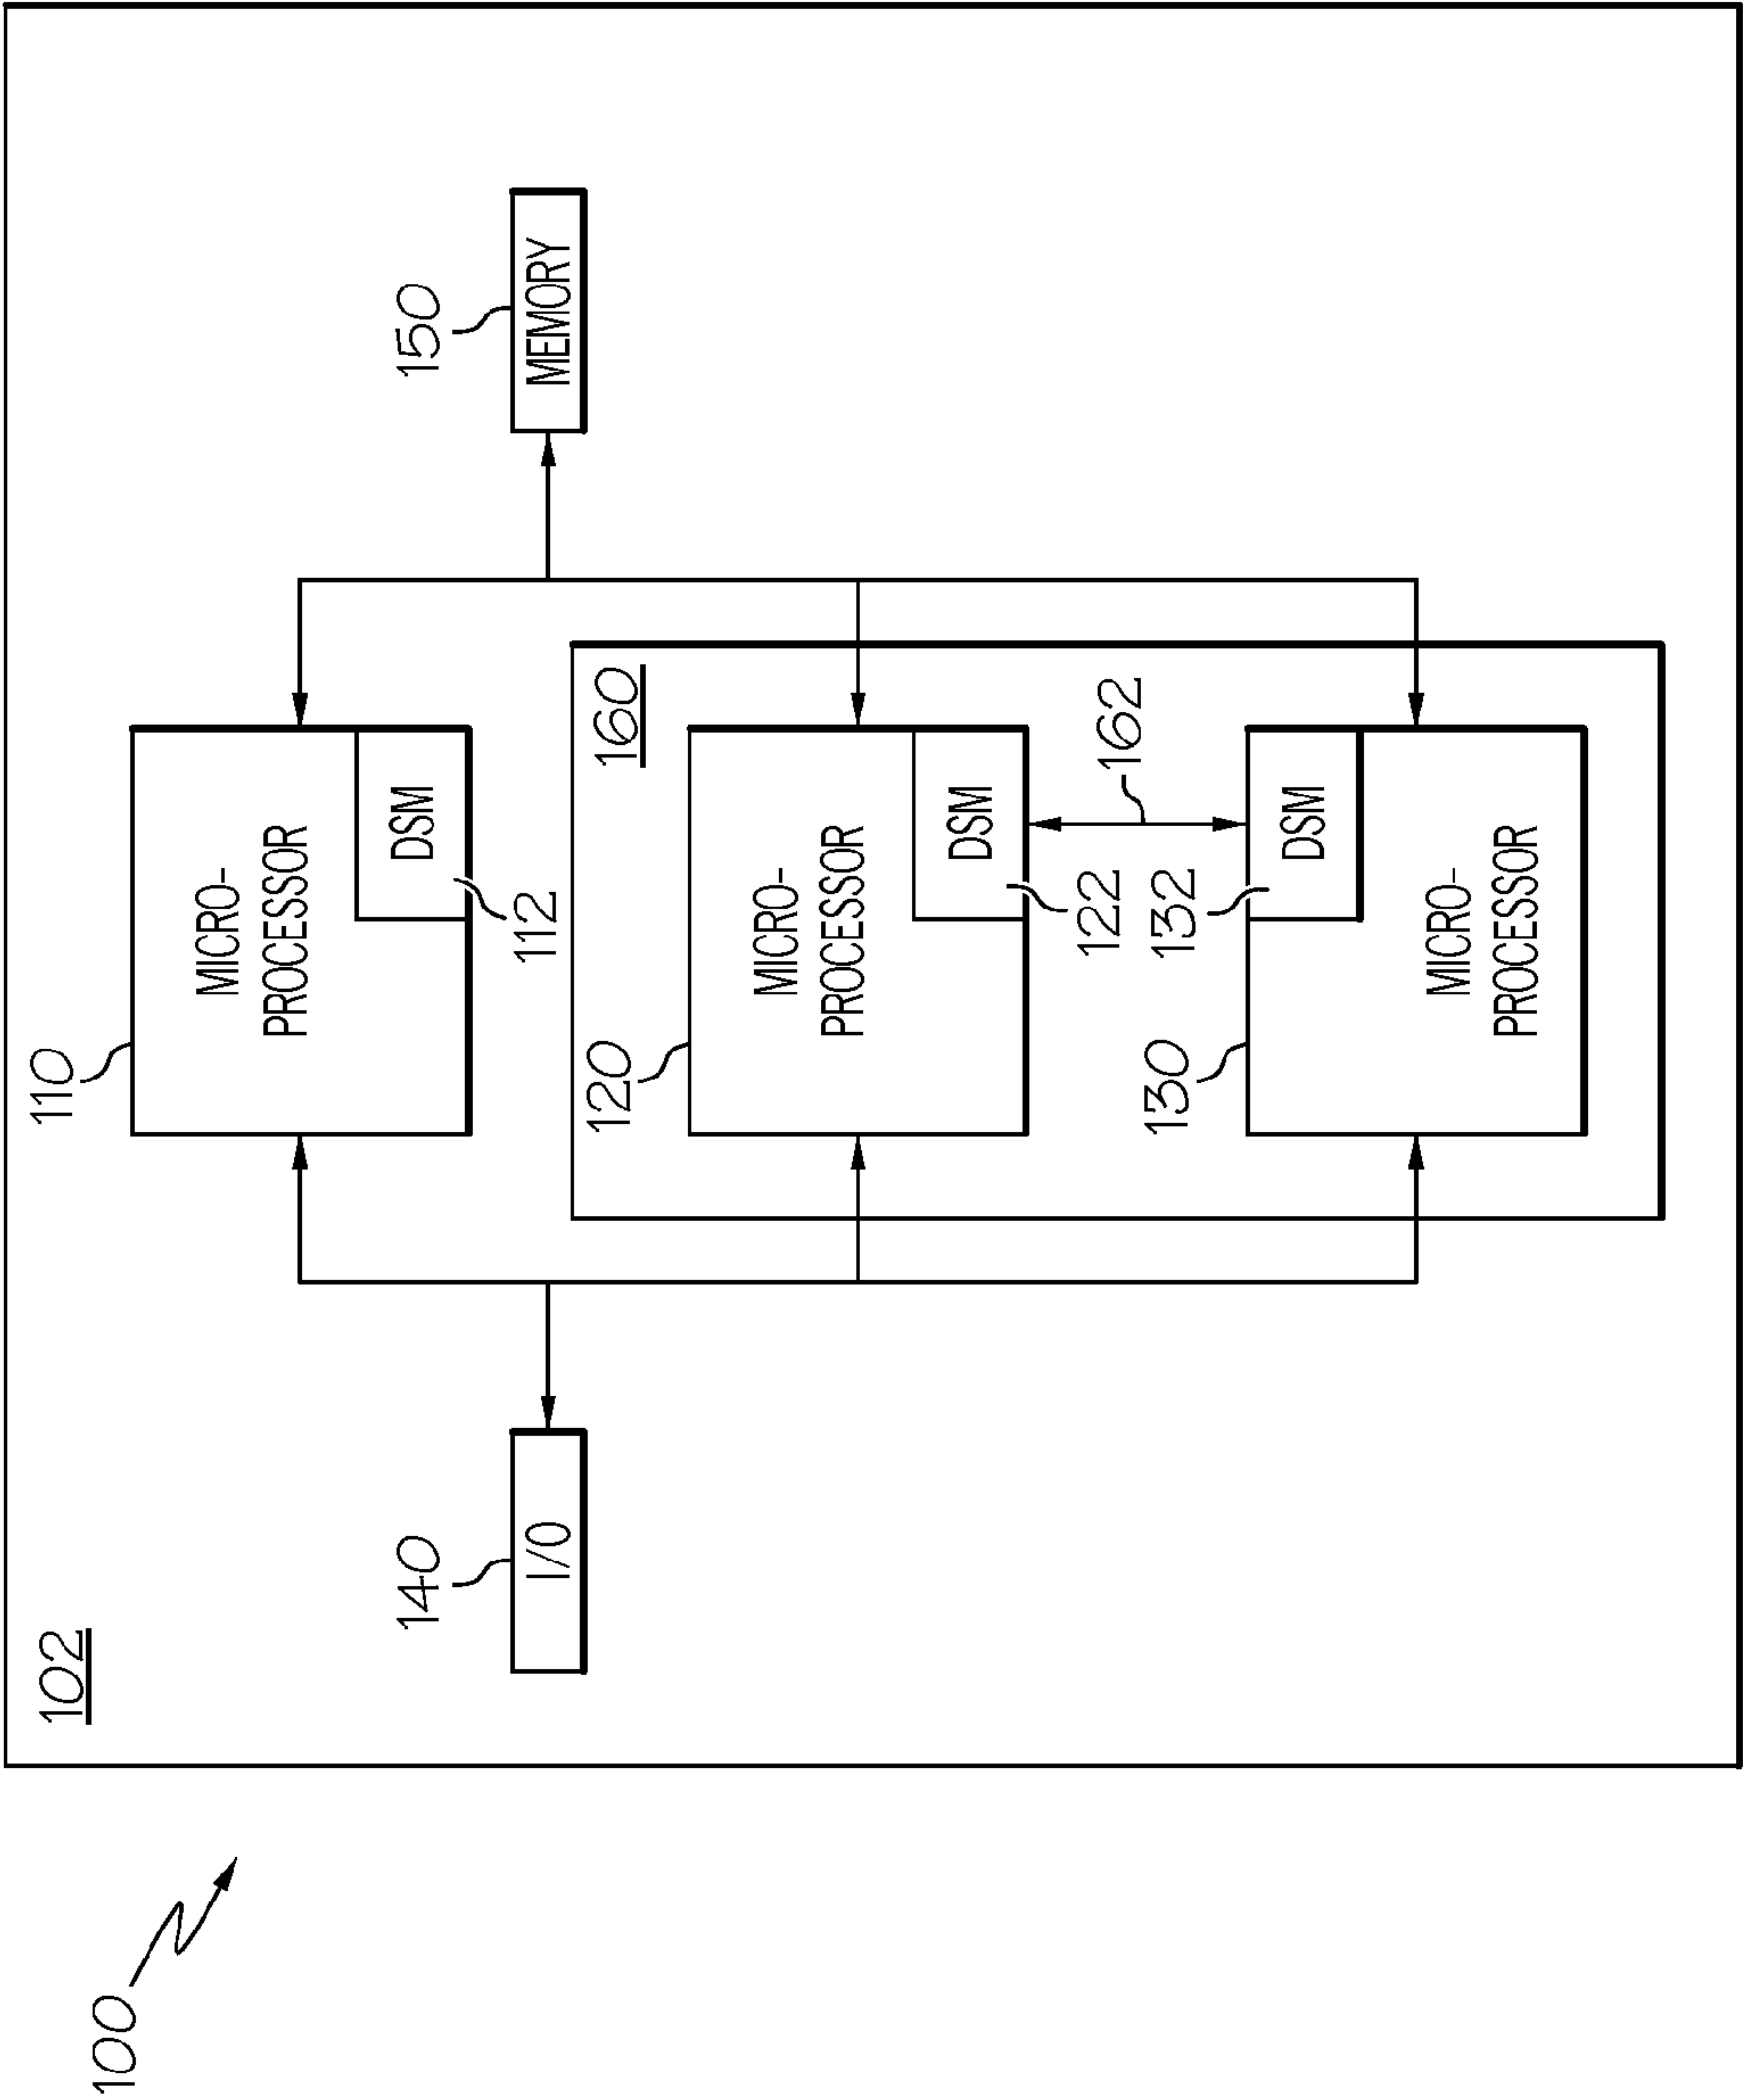 100
102
110
MICRO-
PROCESSOR
DSM
112
140
I/O
150
MEMORY
160
120
MICRO-
PROCESSOR
DSM
122
162
132
DSM
130
MICRO-
PROCESSOR